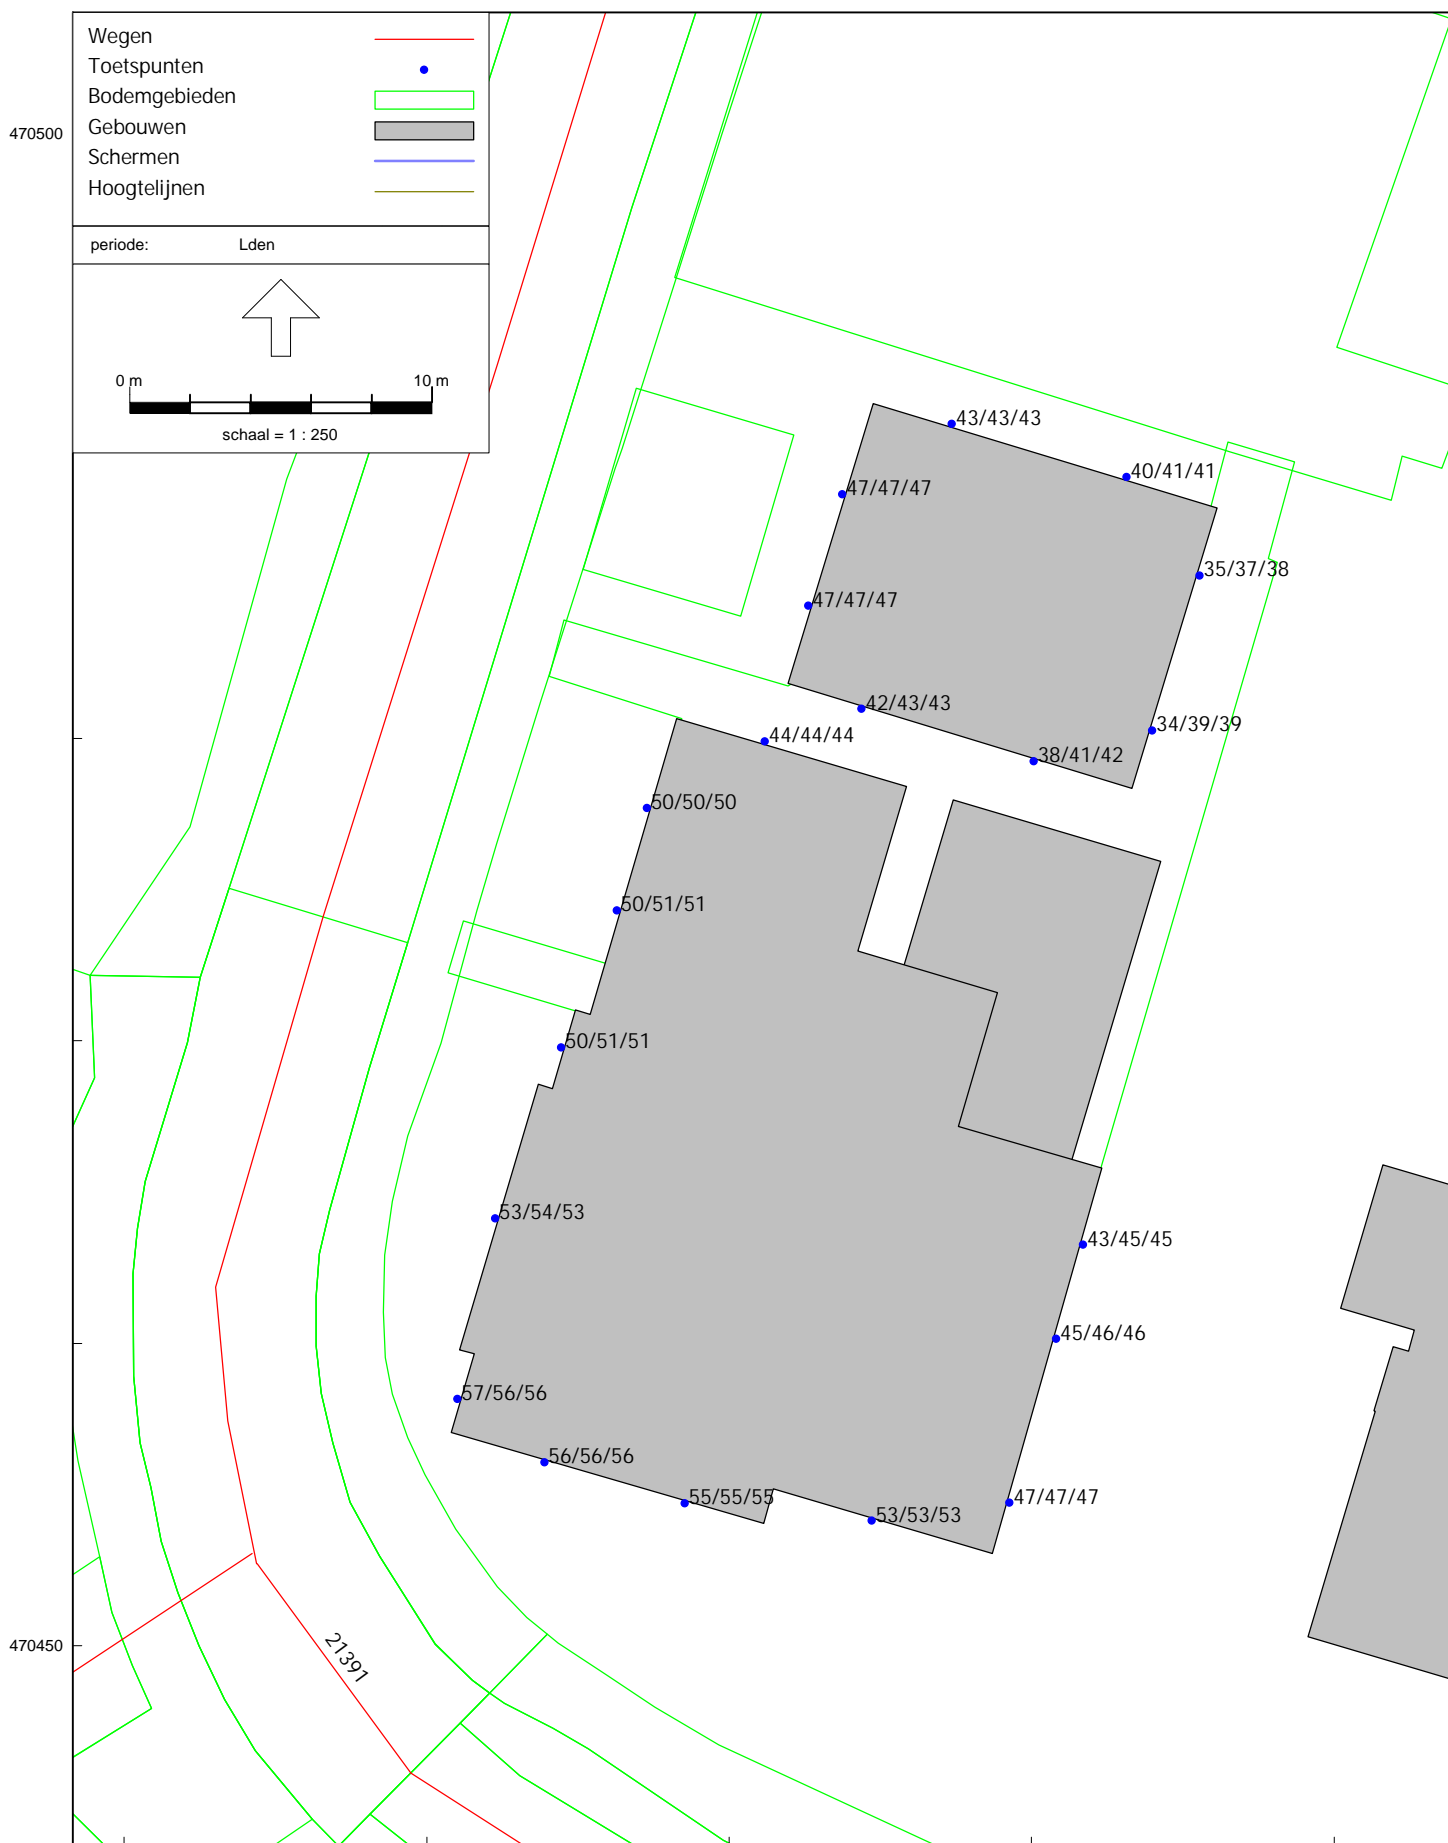 Wegen
Toetspunten
Bodemgebieden
Gebouwen
Schermen
Hoogtelijnen
periode: Lden
0 m 10 m
schaal = 1 : 250
470500
43/43/43
40/41/41
47/47/47
35/37/38
47/47/47
42/43/43
34/39/39
44/44/44
38/41/42
50/50/50
50/51/51
50/51/51
53/54/53
43/45/45
45/46/46
57/56/56
56/56/56
55/55/55
53/53/53
47/47/47
470450
21391